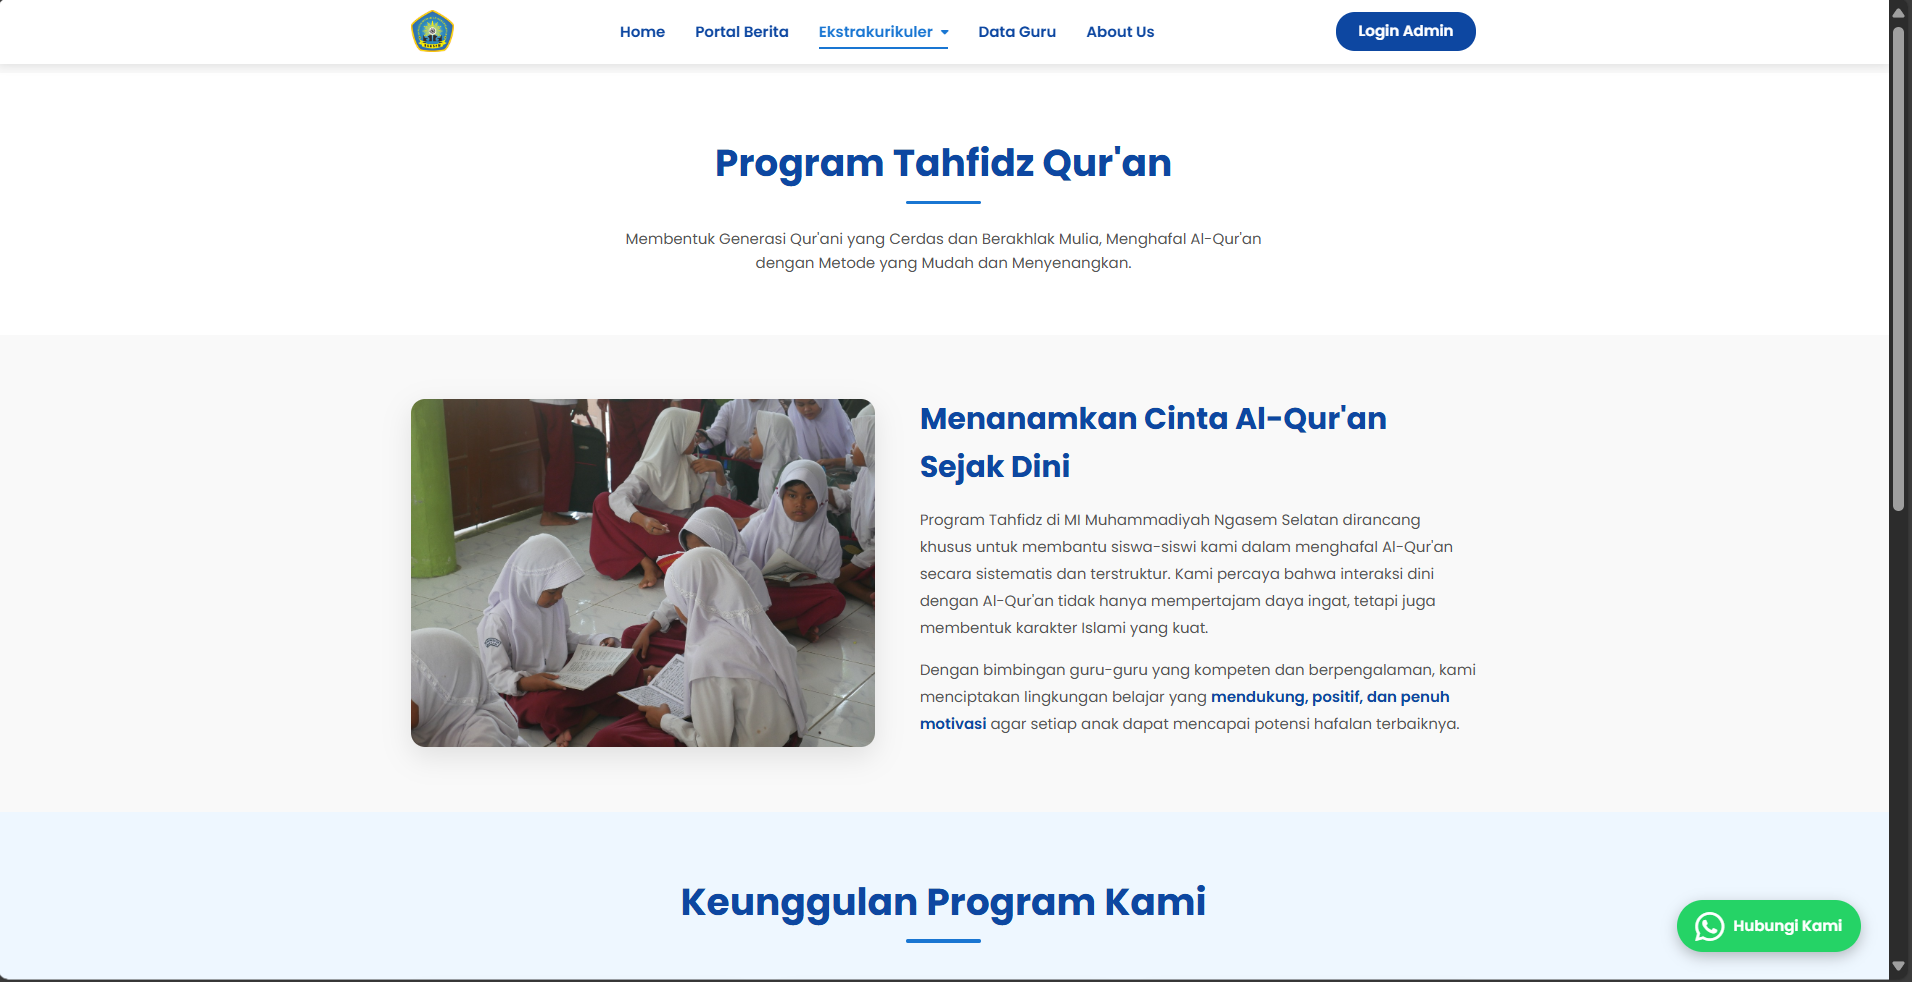 Home
Portal Berita
Ekstrakurikuler
Data Guru
About Us
Login Admin
Program Tahfidz Qur'an
Membentuk Generasi Qur'ani yang Cerdas dan Berakhlak Mulia, Menghafal Al-Qur'an
dengan Metode yang Mudah dan Menyenangkan.
Menanamkan Cinta Al-Qur'an
Sejak Dini
Program Tahfidz di MI Muhammadiyah Ngasem Selatan dirancang
khusus untuk membantu siswa-siswi kami dalam menghafal Al-Qur'an
secara sistematis dan terstruktur. Kami percaya bahwa interaksi dini
dengan Al-Qur'an tidak hanya mempertajam daya ingat, tetapi juga
membentuk karakter Islami yang kuat.
Dengan bimbingan guru-guru yang kompeten dan berpengalaman, kami
menciptakan lingkungan belajar yang mendukung, positif, dan penuh
motivasi agar setiap anak dapat mencapai potensi hafalan terbaiknya.
Keunggulan Program Kami
Hubungi Kami